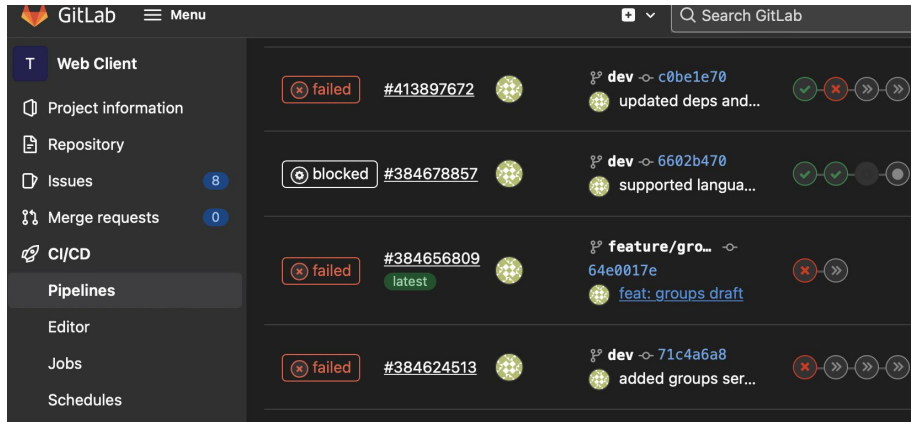 GitLab Menu Search GitLab
T Web Client
Project information
Repository
Issues 8
Merge requests 0
CI/CD
Pipelines
Editor
Jobs
Schedules
failed #413897672 dev c0be1e70
updated deps and...
blocked #384678857 dev 6602b470
supported langua...
failed #384656809 latest feature/gro...
64e0017e
feat: groups draft
failed #384624513 dev 71c4a6a8
added groups ser...